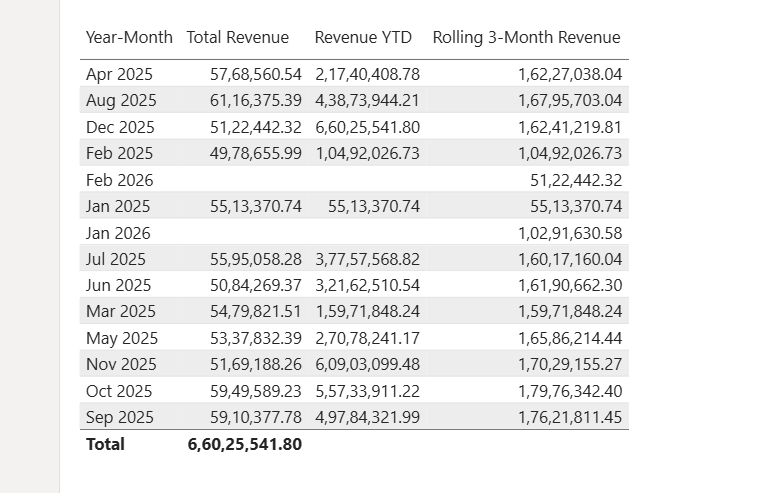 Year-Month Total Revenue Revenue YTD Rolling 3-Month Revenue
Apr 2025 57,68,560.54 2,17,40,408.78 1,62,27,038.04
Aug 2025 61,16,375.39 4,38,73,944.21 1,67,95,703.04
Dec 2025 51,22,442.32 6,60,25,541.80 1,62,41,219.81
Feb 2025 49,78,655.99 1,04,92,026.73 1,04,92,026.73
Feb 2026 51,22,442.32
Jan 2025 55,13,370.74 55,13,370.74 55,13,370.74
Jan 2026 1,02,91,630.58
Jul 2025 55,95,058.28 3,77,57,568.82 1,60,17,160.04
Jun 2025 50,84,269.37 3,21,62,510.54 1,61,90,662.30
Mar 2025 54,79,821.51 1,59,71,848.24 1,59,71,848.24
May 2025 53,37,832.39 2,70,78,241.17 1,65,86,214.44
Nov 2025 51,69,188.26 6,09,03,099.48 1,70,29,155.27
Oct 2025 59,49,589.23 5,57,33,911.22 1,79,76,342.40
Sep 2025 59,10,377.78 4,97,84,321.99 1,76,21,811.45
Total 6,60,25,541.80